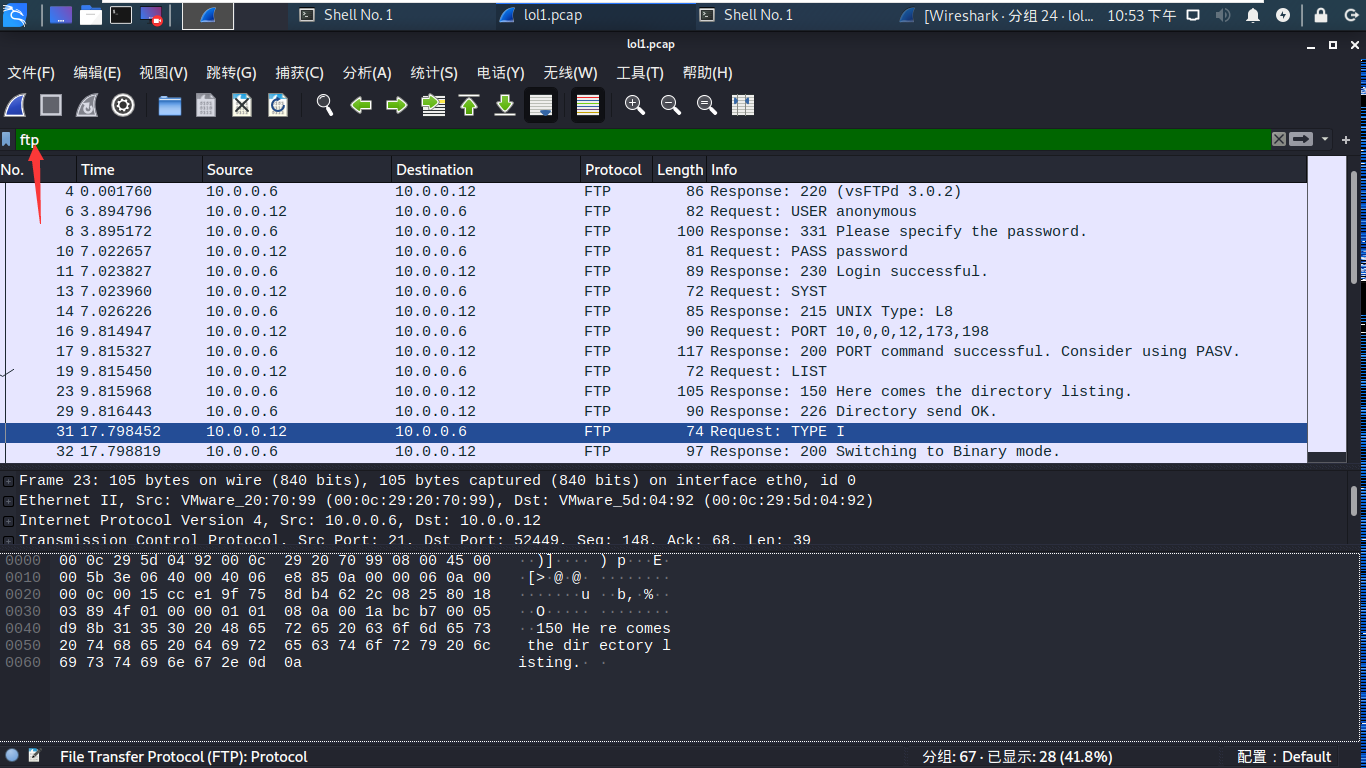 Shell No. 1
lol1.pcap
Shell No. 1
[Wireshark · 分组 24 · lol...
10:53 下午
lol1.pcap
文件(F) 编辑(E) 视图(V) 跳转(G) 捕获(C) 分析(A) 统计(S) 电话(Y) 无线(W) 工具(T) 帮助(H)
ftp
No. Time Source Destination Protocol Length Info
4 0.001760 10.0.0.6 10.0.0.12 FTP 86 Response: 220 (vsFTPd 3.0.2)
6 3.894796 10.0.0.12 10.0.0.6 FTP 82 Request: USER anonymous
8 3.895172 10.0.0.6 10.0.0.12 FTP 100 Response: 331 Please specify the password.
10 7.022657 10.0.0.12 10.0.0.6 FTP 81 Request: PASS password
11 7.023827 10.0.0.6 10.0.0.12 FTP 89 Response: 230 Login successful.
13 7.023960 10.0.0.12 10.0.0.6 FTP 72 Request: SYST
14 7.026226 10.0.0.6 10.0.0.12 FTP 85 Response: 215 UNIX Type: L8
16 9.814947 10.0.0.12 10.0.0.6 FTP 90 Request: PORT 10,0,0,12,173,198
17 9.815327 10.0.0.6 10.0.0.12 FTP 117 Response: 200 PORT command successful. Consider using PASV.
19 9.815450 10.0.0.12 10.0.0.6 FTP 72 Request: LIST
23 9.815968 10.0.0.6 10.0.0.12 FTP 105 Response: 150 Here comes the directory listing.
29 9.816443 10.0.0.6 10.0.0.12 FTP 90 Response: 226 Directory send OK.
31 17.798452 10.0.0.12 10.0.0.6 FTP 74 Request: TYPE I
32 17.798819 10.0.0.6 10.0.0.12 FTP 97 Response: 200 Switching to Binary mode.
Frame 23: 105 bytes on wire (840 bits), 105 bytes captured (840 bits) on interface eth0, id 0
Ethernet II, Src: VMware_20:70:99 (00:0c:29:20:70:99), Dst: VMware_5d:04:92 (00:0c:29:5d:04:92)
Internet Protocol Version 4, Src: 10.0.0.6, Dst: 10.0.0.12
Transmission Control Protocol, Src Port: 21, Dst Port: 52449, Seq: 148, Ack: 68, Len: 39
0000 00 0c 29 5d 04 92 00 0c 29 20 70 99 08 00 45 00 ··)]···· ) p···E·
0010 00 5b 3e 06 40 00 40 06 e8 85 0a 00 00 06 0a 00 ·[>·@·@· ········
0020 00 0c 00 15 cc e1 9f 75 8d b4 62 2c 08 25 80 18 ·······u ··b,·%··
0030 03 89 4f 01 00 00 01 01 08 0a 00 1a bc b7 00 05 ··O····· ········
0040 d9 8b 31 35 30 20 48 65 72 65 20 63 6f 6d 65 73 ··150 He re comes
0050 20 74 68 65 20 64 69 72 65 63 74 6f 72 79 20 6c the dir ectory l
0060 69 73 74 69 6e 67 2e 0d 0a isting.· ·
File Transfer Protocol (FTP): Protocol
分组: 67 · 已显示: 28 (41.8%)
配置：Default